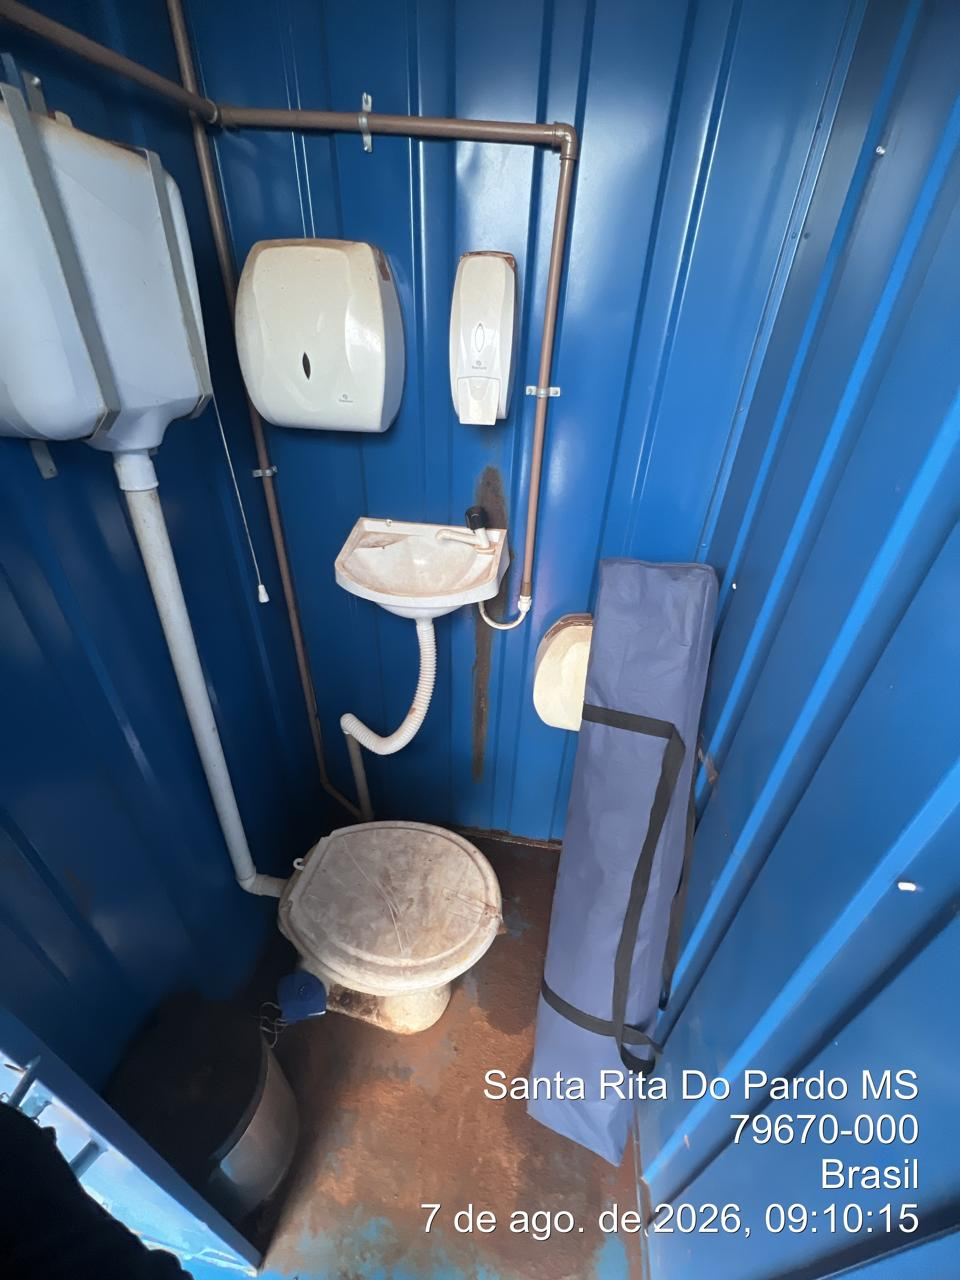 Santa Rita Do Pardo MS
79670-000
Brasil
7 de ago. de 2026, 09:10:15